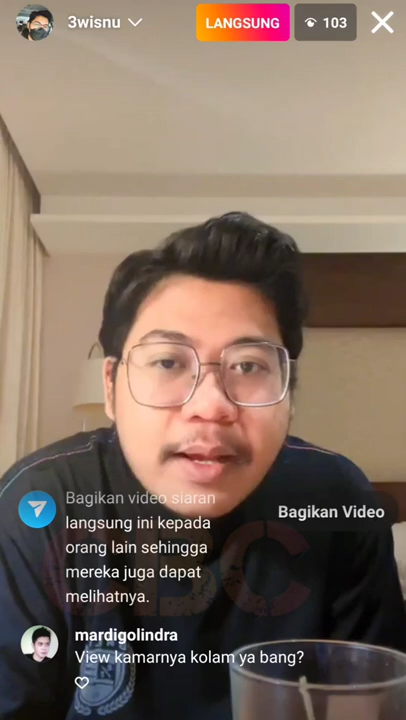 3wisnu
LANGSUNG
103
Bagikan video siaran
langsung ini kepada
orang lain sehingga
mereka juga dapat
melihatnya.
Bagikan Video
mardigolindra
View kamarnya kolam ya bang?